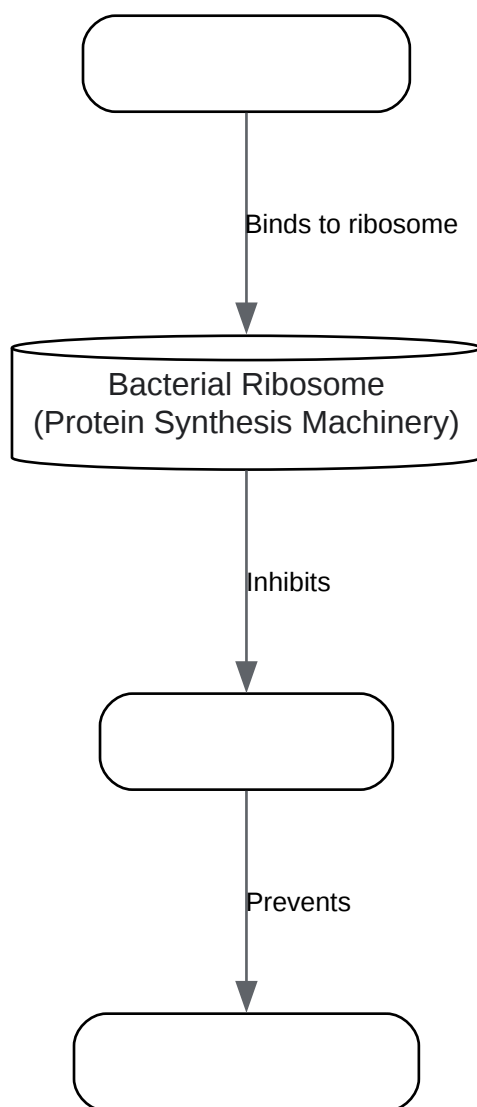 Binds to ribosome
Bacterial Ribosome
(Protein Synthesis Machinery)
Inhibits
Prevents